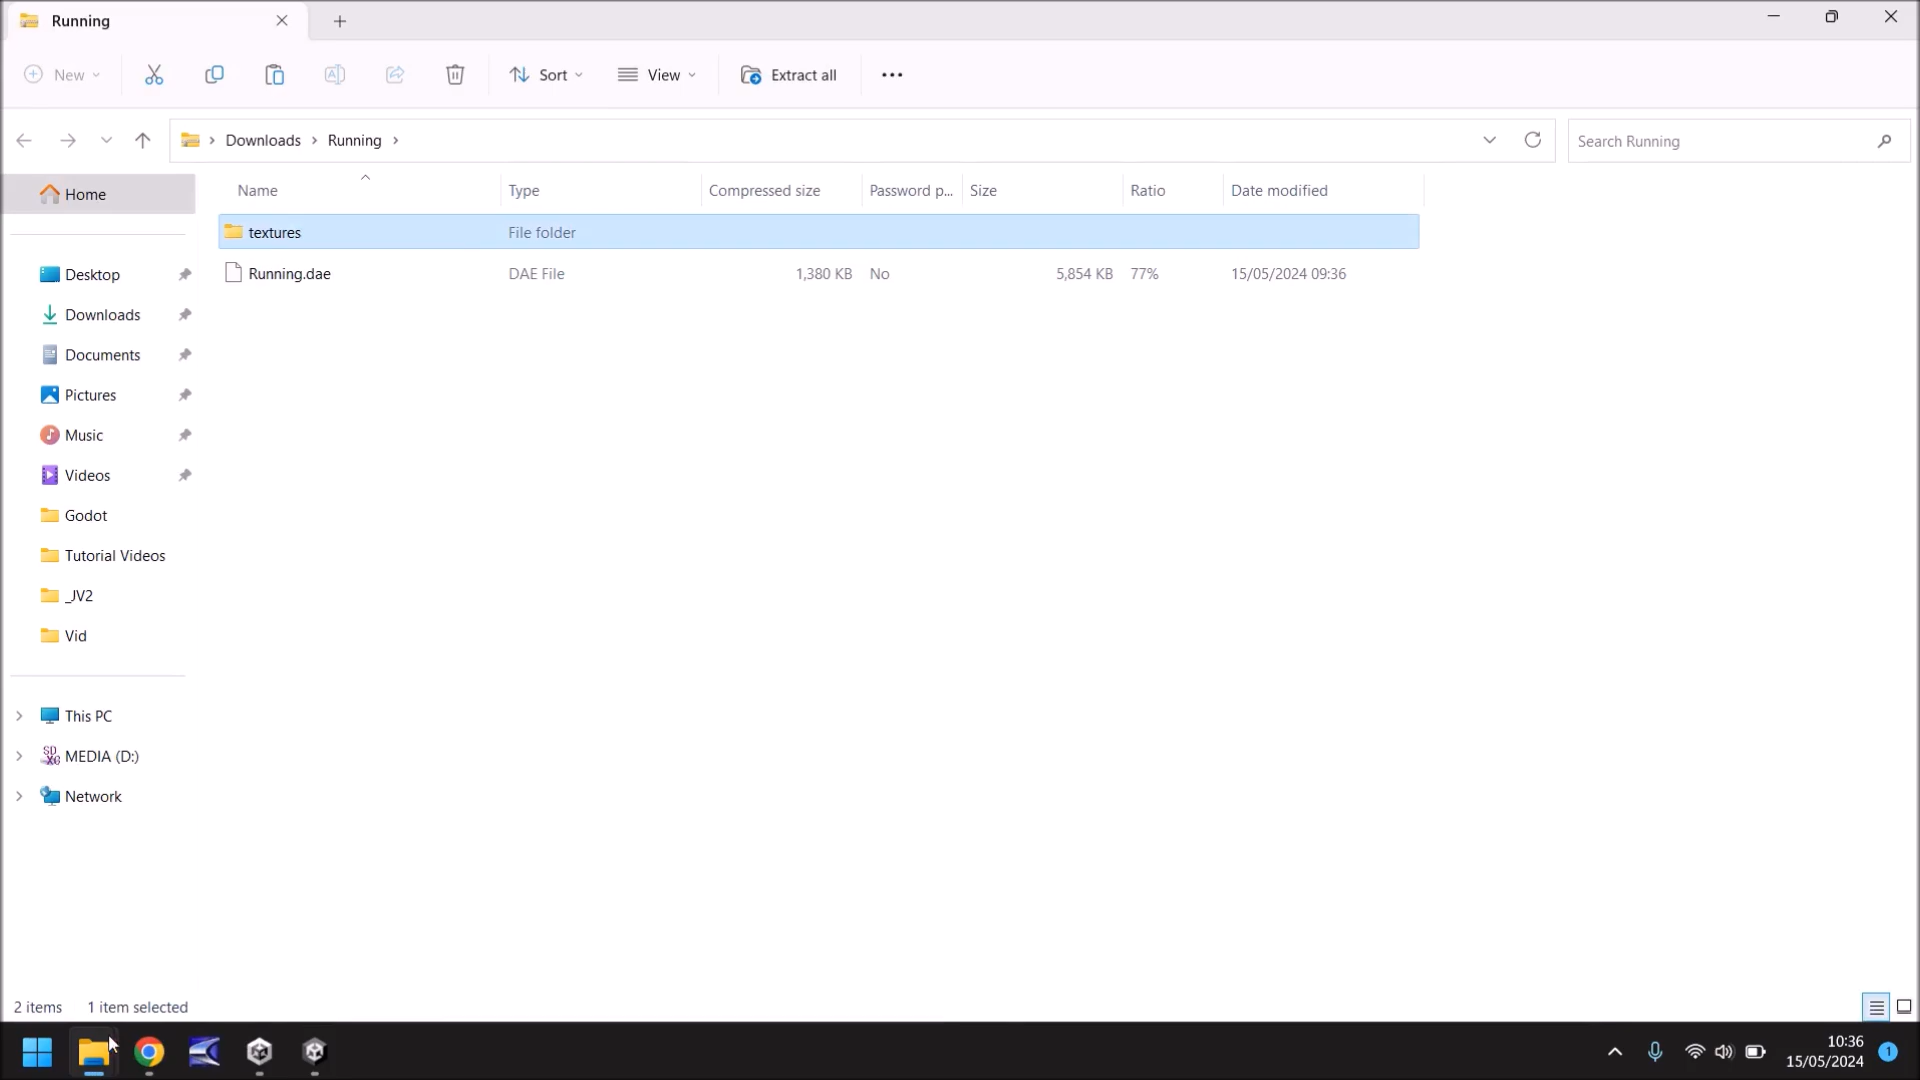 Running
New
Sort
View
Extract all
Downloads
Running
Search Running
Name
Type
Compressed size
Password p...
Size
Ratio
Date modified
Home
textures
File folder
Running.dae
DAE File
1,380 KB
No
5,854 KB
77%
15/05/2024 09:36
Desktop
Downloads
Documents
Pictures
Music
Videos
Godot
Tutorial Videos
_JV2
Vid
This PC
MEDIA (D:)
Network
2 items
1 item selected
10:36
15/05/2024
1